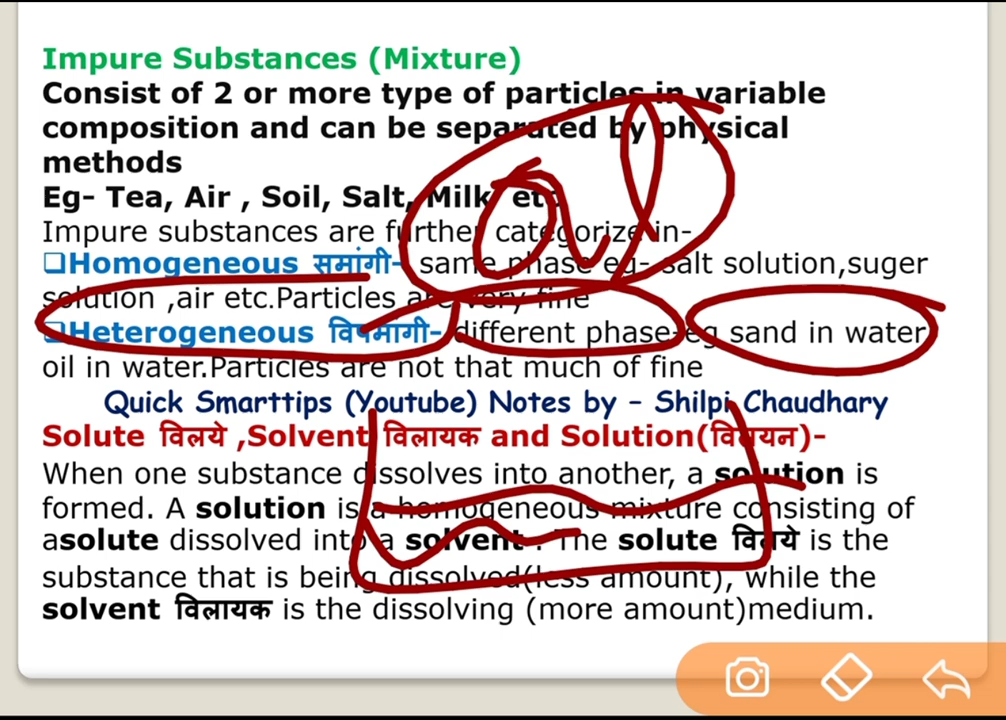 Impure Substances (Mixture)
Consist of 2 or more type of particles in variable
composition and can be separated by physical
methods
Eg- Tea, Air , Soil, Salt, Milk etc
Impure substances are further categorize in-
❑Homogeneous समांगी- same phase eg- salt solution,suger
solution ,air etc.Particles are very fine
❑Heterogeneous विषमांगी- different phase-eg sand in water
oil in water.Particles are not that much of fine
Quick Smarttips (Youtube) Notes by - Shilpi Chaudhary
Solute विलये ,Solvent विलायक and Solution(विलयन)-
When one substance dissolves into another, a solution is
formed. A solution is a homogeneous mixture consisting of
asolute dissolved into a solvent . The solute विलये is the
substance that is being dissolved(less amount), while the
solvent विलायक is the dissolving (more amount)medium.